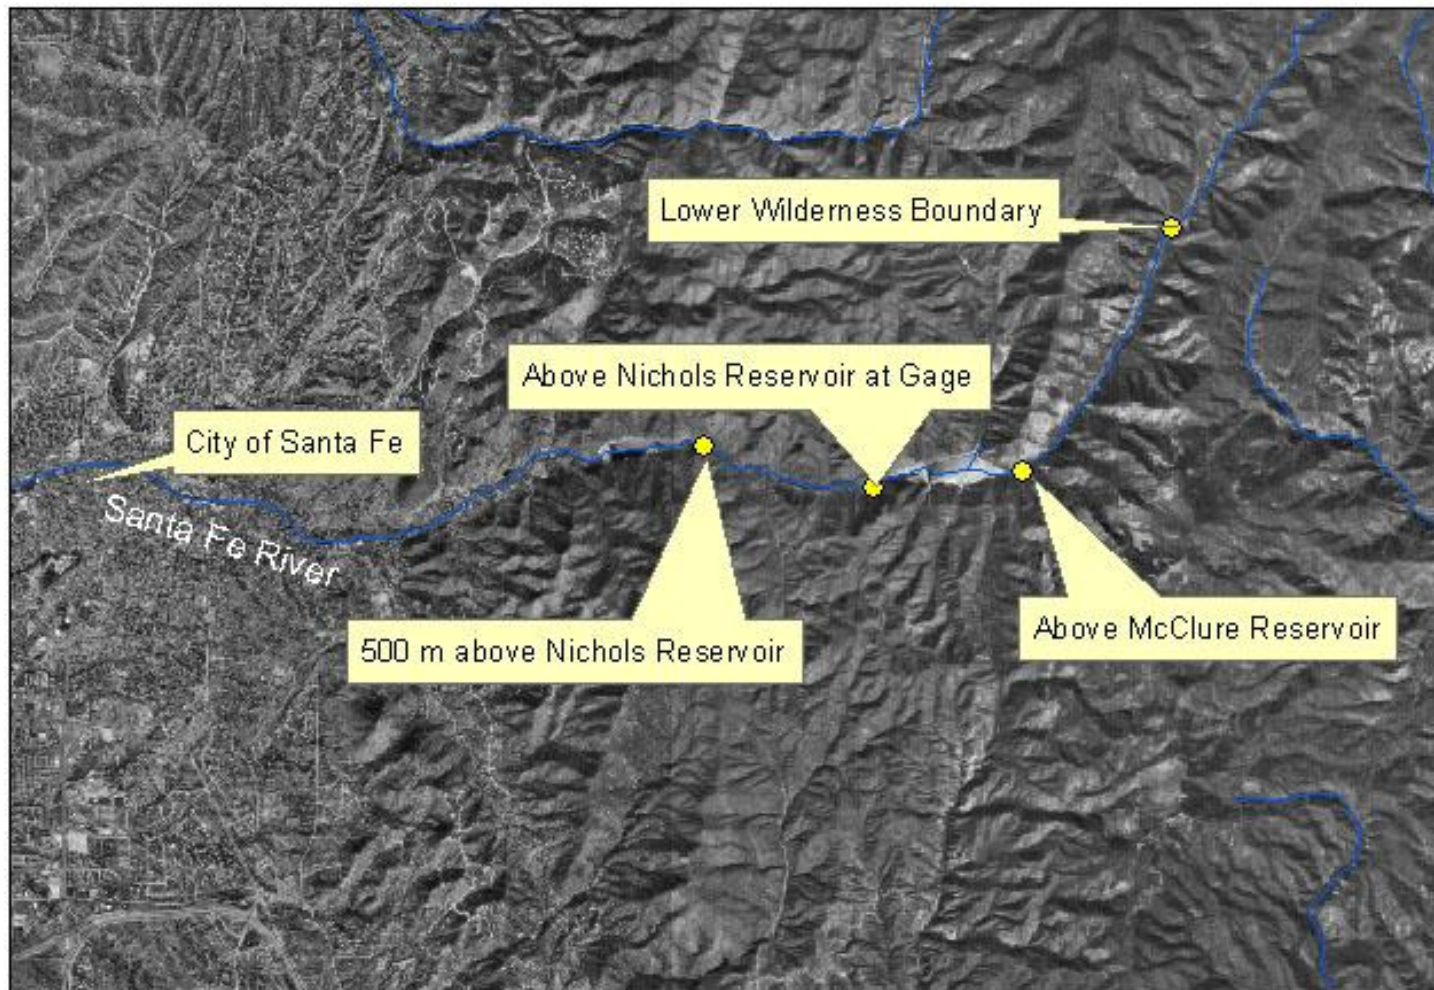 Lower Wilderness Boundary
Above Nichols Reservoir at Gage
City of Santa Fe
Santa Fe River
500 m above Nichols Reservoir
Above McClure Reservoir